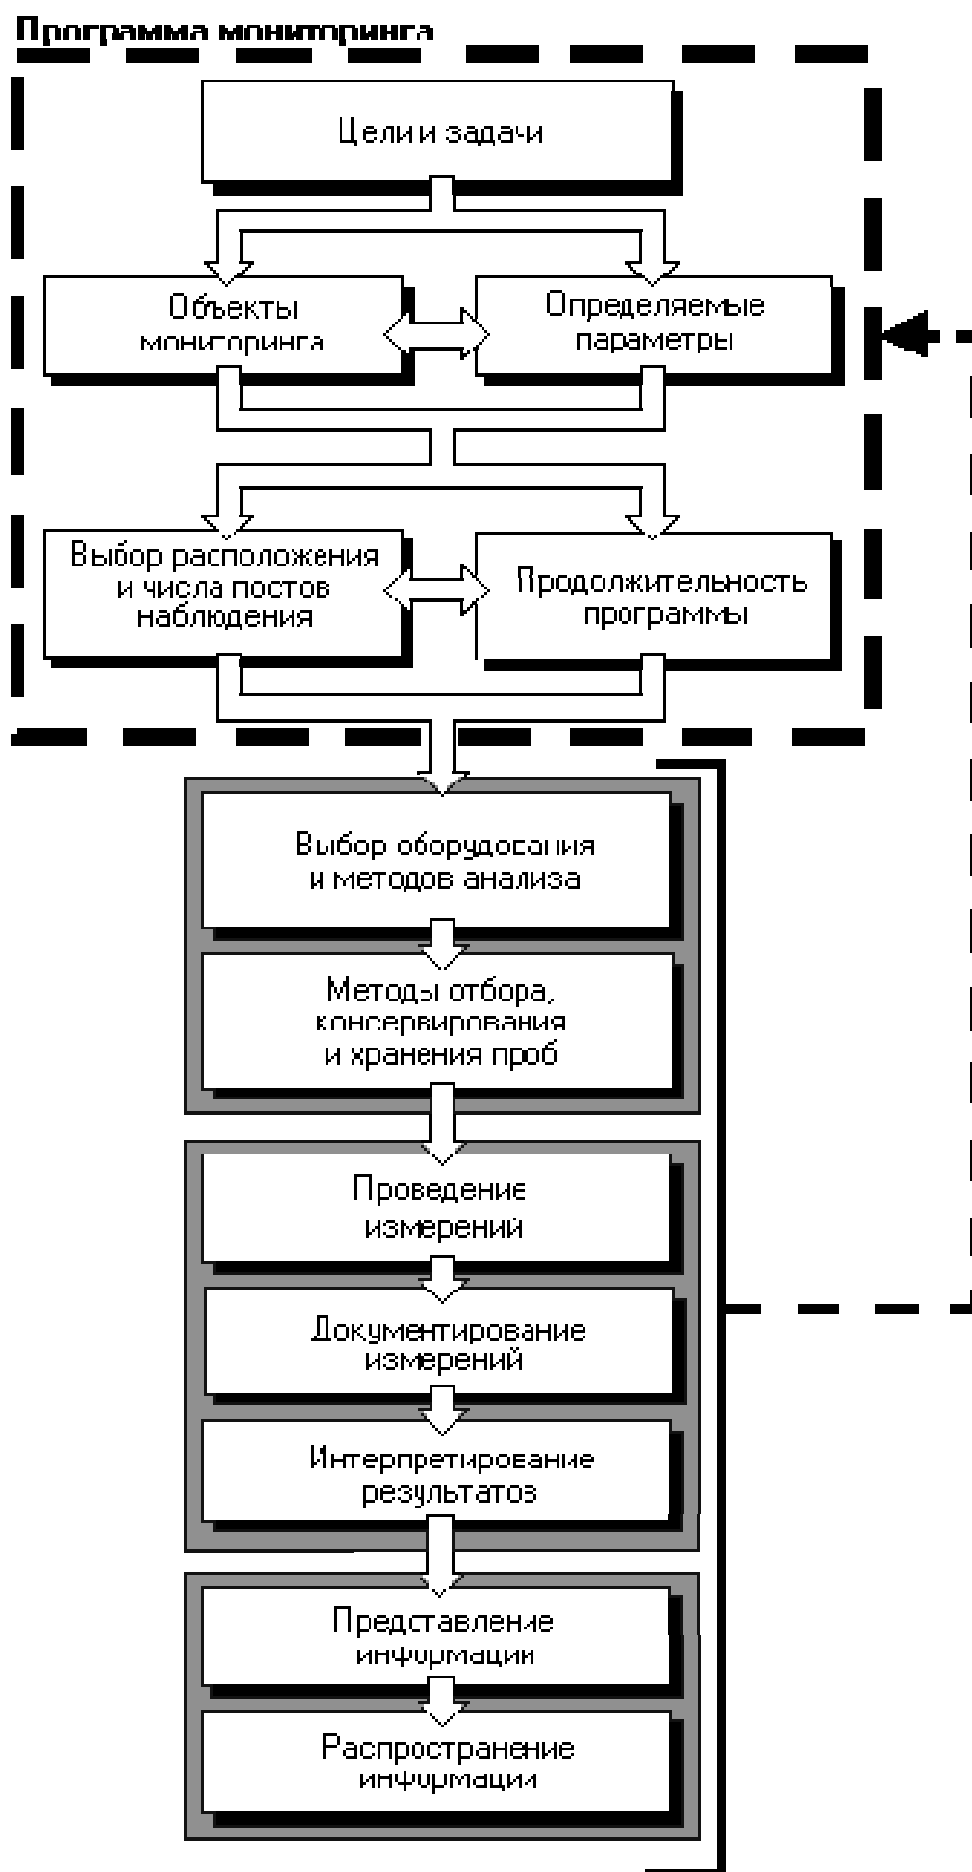 Программа мониторинга
Цели и задачи
Объекты
мониторинга
Определяемые
параметры
Выбор расположения
и числа постов
наблюдения
Продолжительность
программы
Выбор оборудования
и методов анализа
Методы отбора,
консервирования
и хранения проб
Проведение
измерений
Документирование
измерений
Интерпретирование
результатов
Представление
информации
Распространение
информации